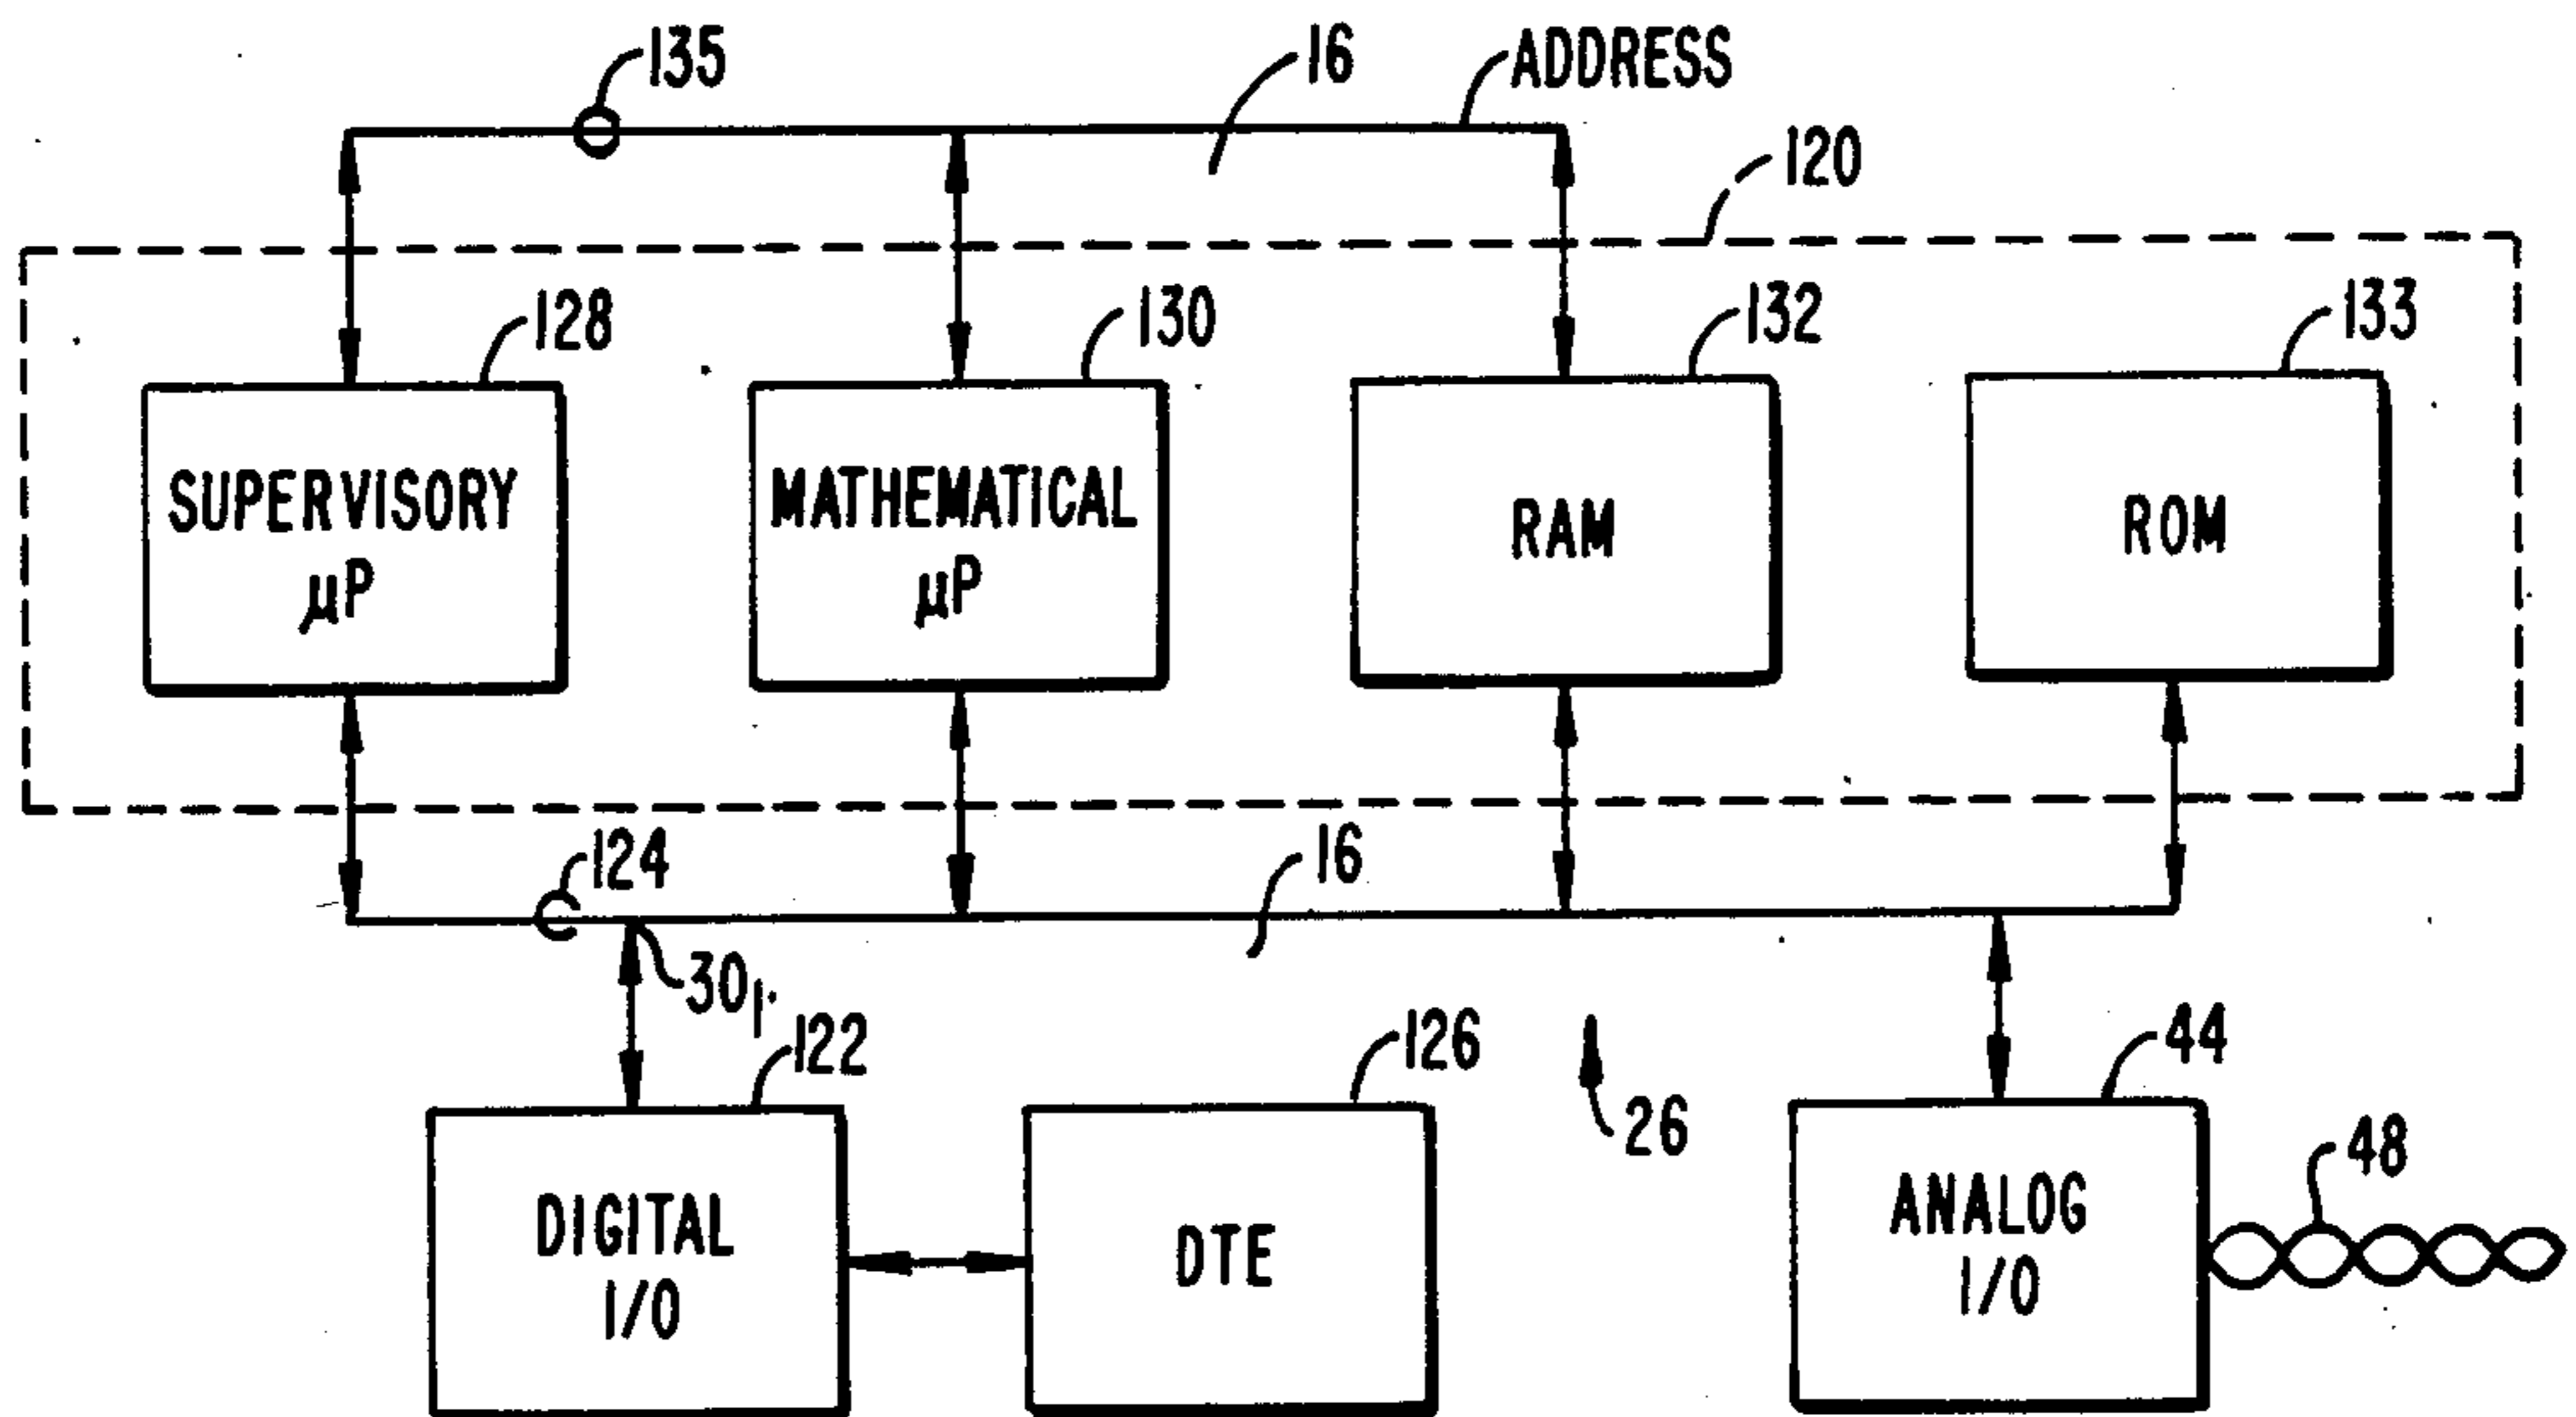 135
16
ADDRESS
120
128
130
132
133
SUPERVISORY
μP
MATHEMATICAL
μP
RAM
ROM
124
16
30₁
122
126
26
44
48
DIGITAL
I/O
DTE
ANALOG
I/O